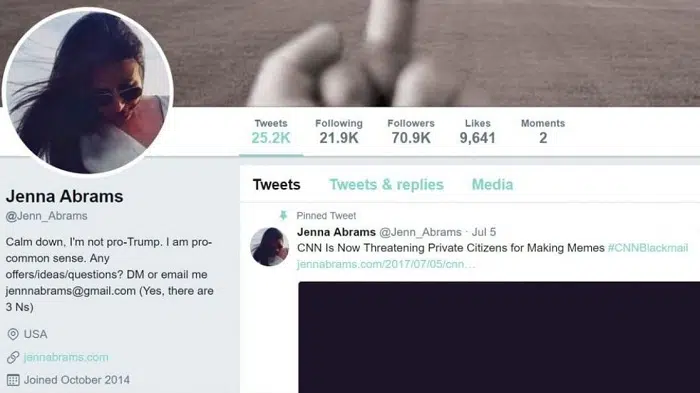 Tweets Following Followers Likes Moments
25.2K 21.9K 70.9K 9,641 2
Jenna Abrams
@Jenn_Abrams
Calm down, I'm not pro-Trump. I am pro-
common sense. Any
offers/ideas/questions? DM or email me
jennnabrams@gmail.com (Yes, there are
3 Ns)
USA
jennabrams.com
Joined October 2014
Tweets Tweets & replies Media
Pinned Tweet
Jenna Abrams @Jenn_Abrams · Jul 5
CNN Is Now Threatening Private Citizens for Making Memes #CNNBlackmail
jennabrams.com/2017/07/05/cnn…